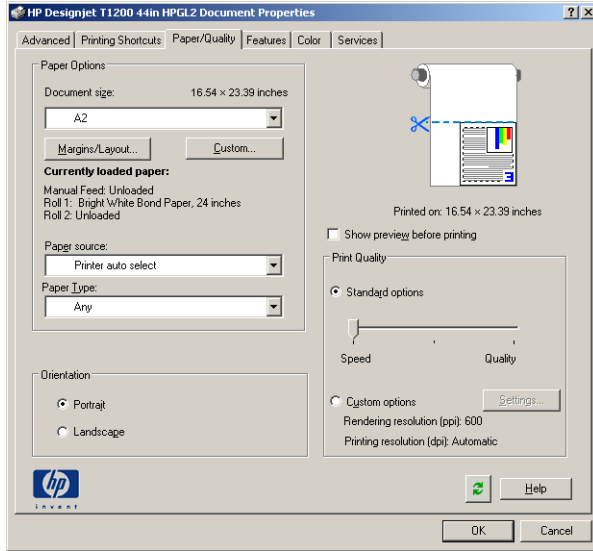 HP Designjet T1200 44in HPGL2 Document Properties
Advanced Printing Shortcuts Paper/Quality Features Color Services
Paper Options
Document size: 16.54 × 23.39 inches
A2
Margins/Layout... Custom...
Currently loaded paper:
Manual Feed: Unloaded
Roll 1: Bright White Bond Paper, 24 inches
Roll 2: Unloaded
Paper source:
Printer auto select
Paper Type:
Any
Orientation
Portrait
Landscape
Printed on: 16.54 × 23.39 inches
Show preview before printing
Print Quality
Standard options
Speed Quality
Custom options Settings...
Rendering resolution (ppi): 600
Printing resolution (dpi): Automatic
hp
invent
Help
OK Cancel